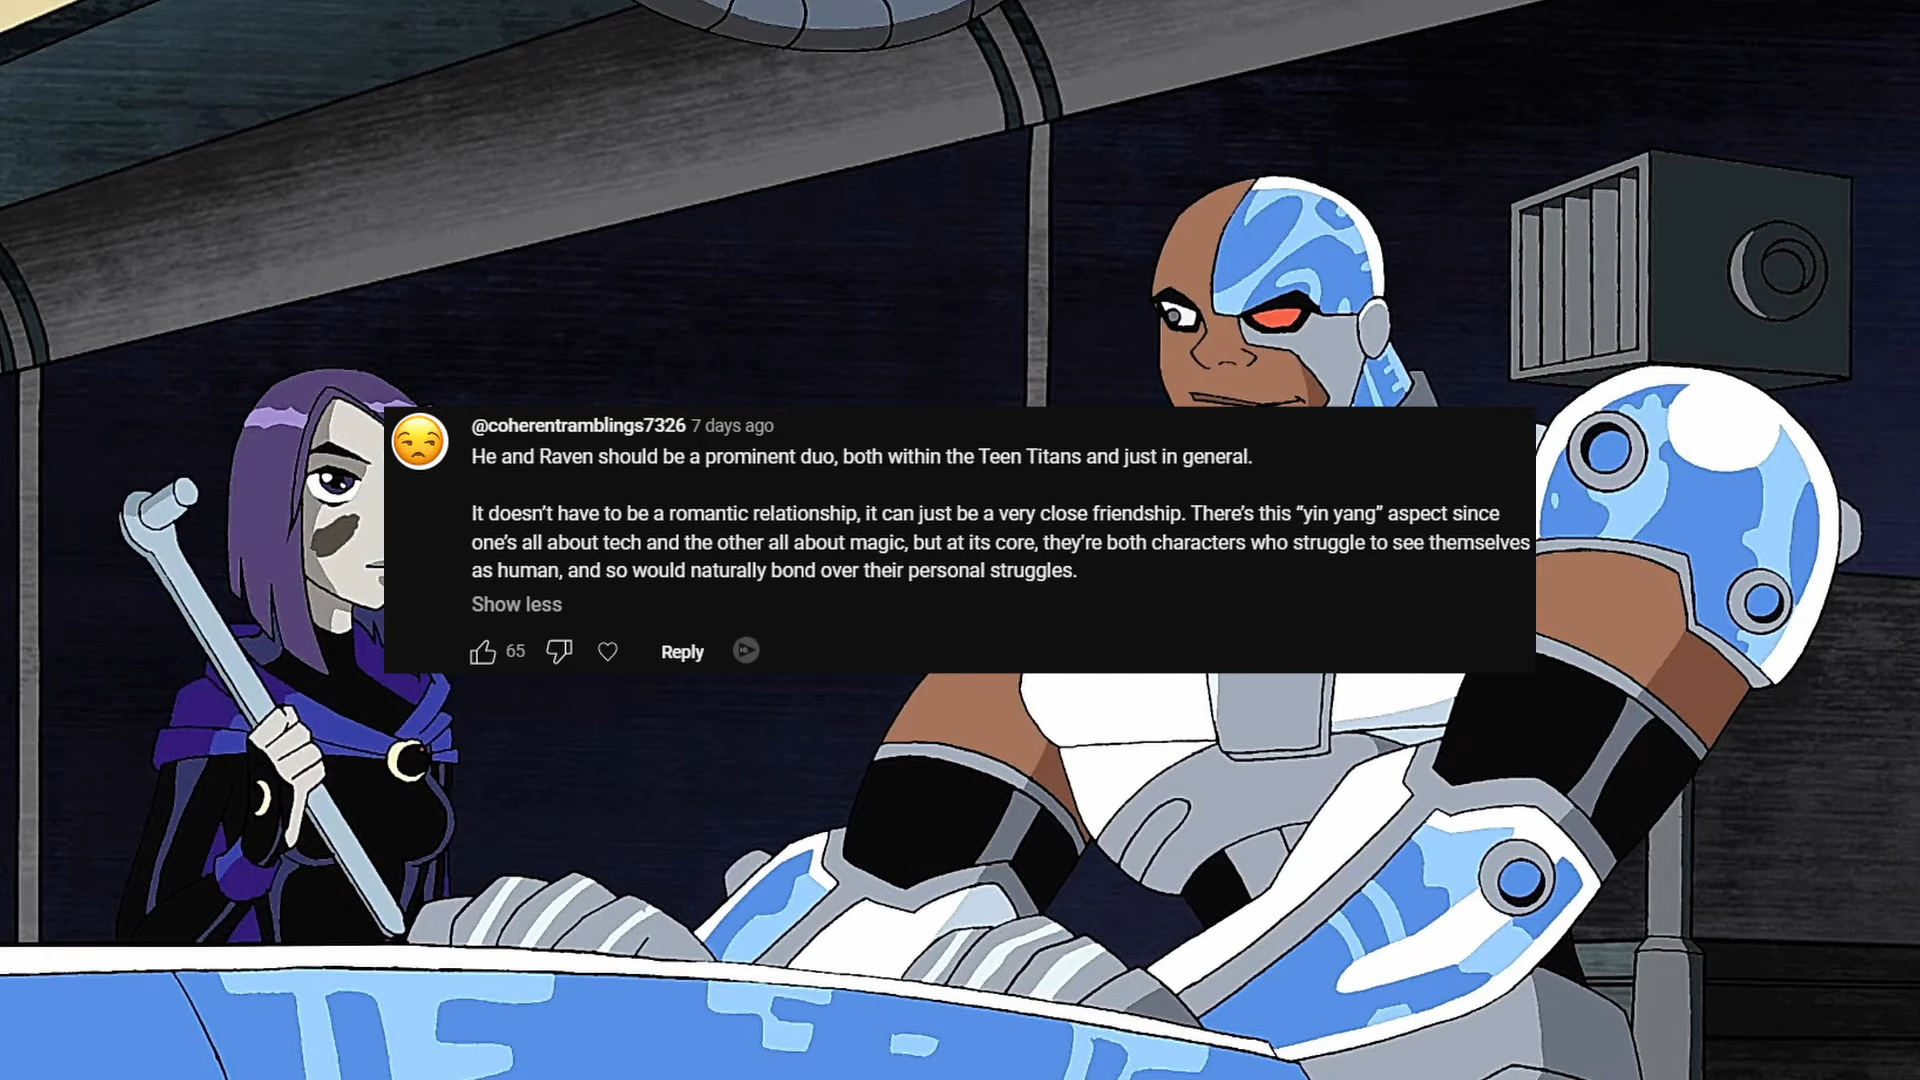 @coherentramblings7326 7 days ago
He and Raven should be a prominent duo, both within the Teen Titans and just in general.
It doesn’t have to be a romantic relationship, it can just be a very close friendship. There’s this “yin yang” aspect since
one’s all about tech and the other all about magic, but at its core, they’re both characters who struggle to see themselves
as human, and so would naturally bond over their personal struggles.
Show less
65 Reply